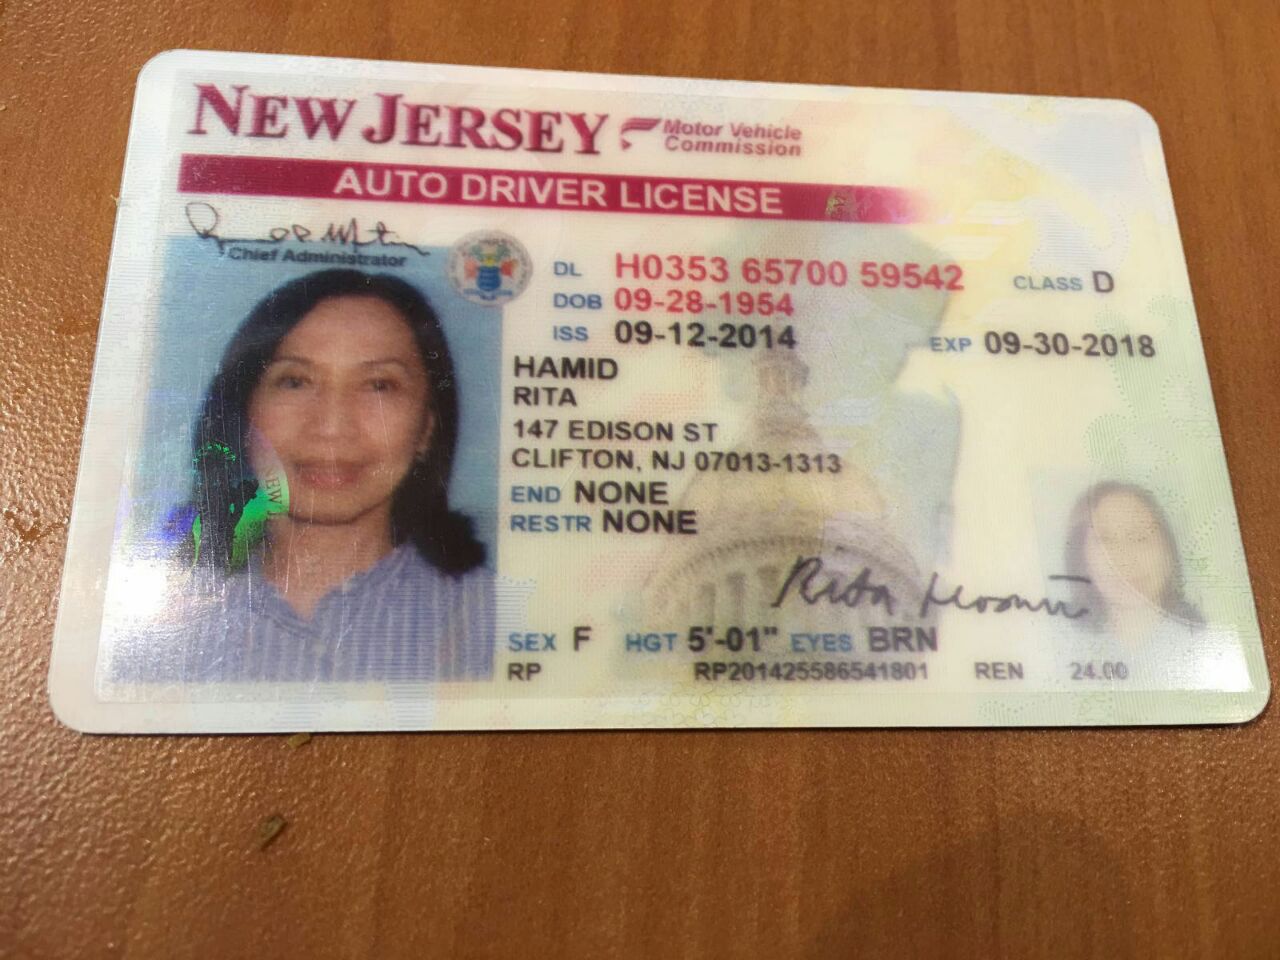 NEW JERSEY
Motor Vehicle
Commission
AUTO DRIVER LICENSE
Chief Administrator
DL H0353 65700 59542 CLASS D
DOB 09-28-1954
ISS 09-12-2014 EXP 09-30-2018
HAMID
RITA
147 EDISON ST
CLIFTON, NJ 07013-1313
END NONE
RESTR NONE
SEX F HGT 5'-01" EYES BRN
RP RP201425586541801 REN 24.00